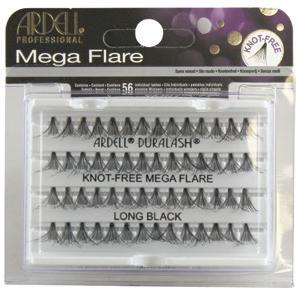 ARDELL
PROFESSIONAL
Mega Flare
KNOT-FREE
56
ARDELL® DURALASH®
KNOT-FREE MEGA FLARE
LONG BLACK